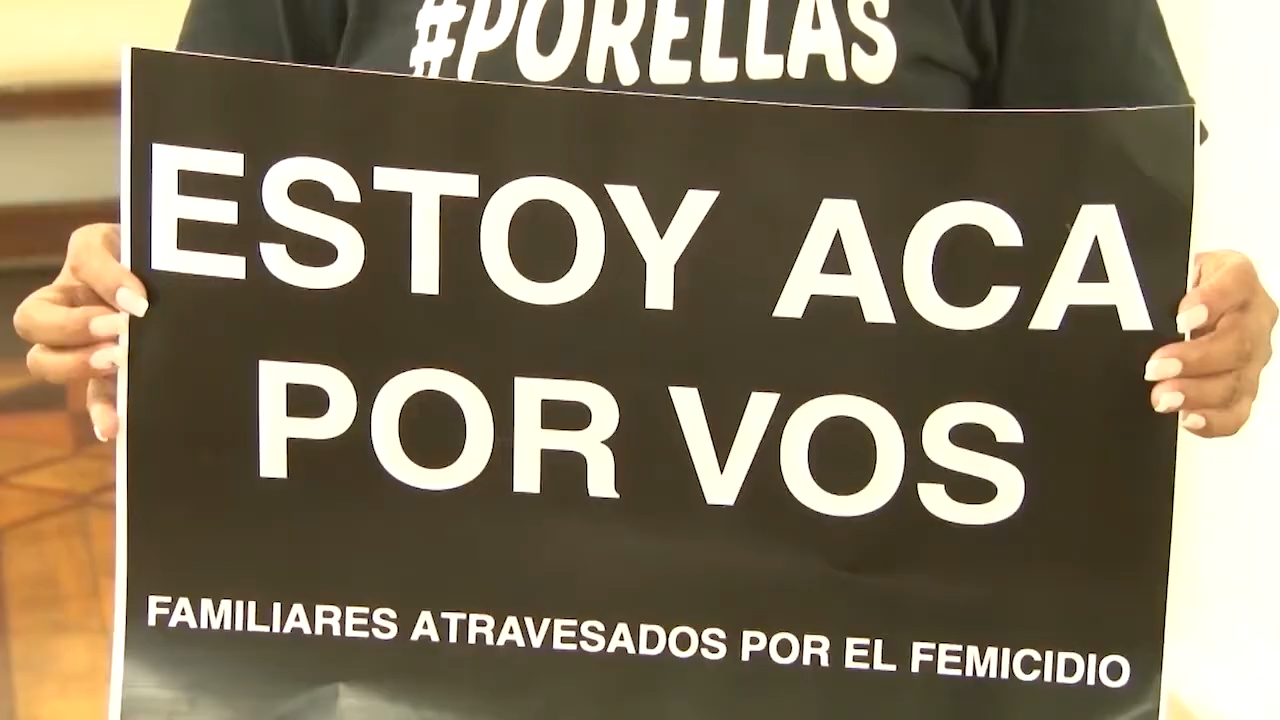 #PORELLAS
ESTOY ACA
POR VOS
FAMILIARES ATRAVESADOS POR EL FEMICIDIO